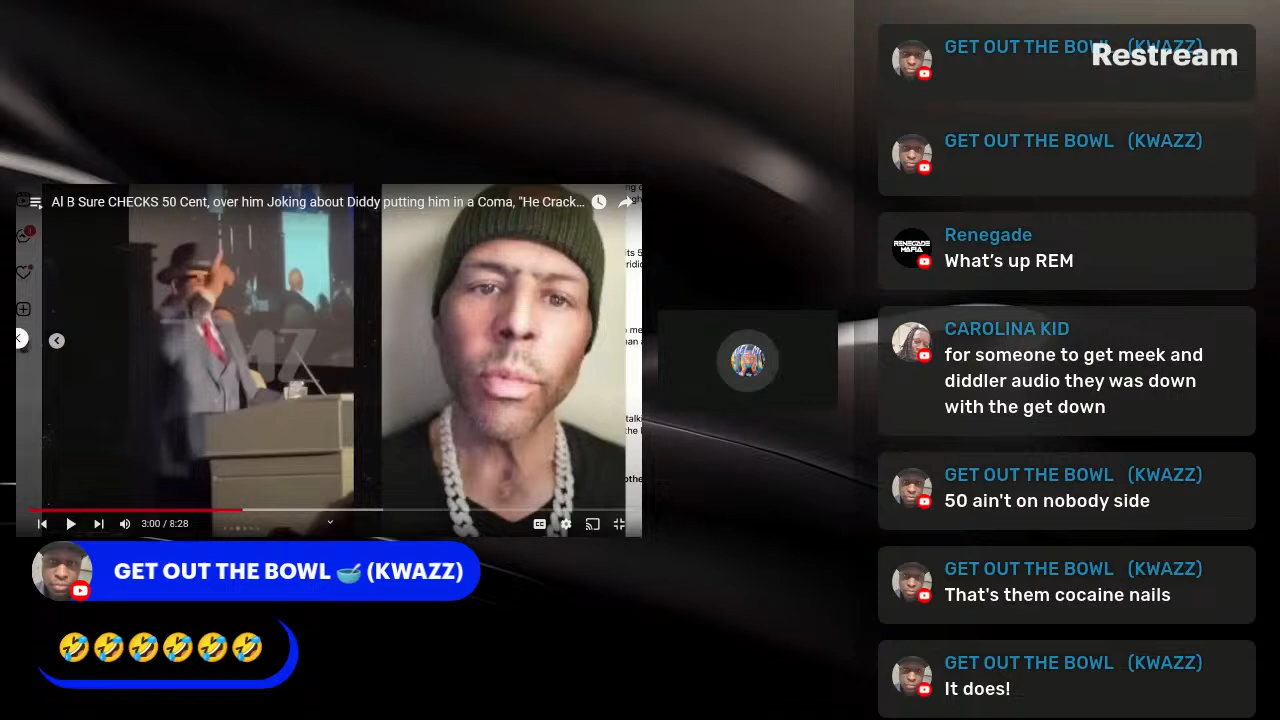 Al B Sure CHECKS 50 Cent, over him Joking about Diddy putting him in a Coma, "He Crack...
3:00 / 8:28
CC
GET OUT THE BOWL 🥣 (KWAZZ)
🤣🤣🤣🤣🤣🤣
Restream
GET OUT THE BOWL (KWAZZ)
GET OUT THE BOWL (KWAZZ)
RENEGADE
MAFIA
Renegade
What's up REM
CAROLINA KID
for someone to get meek and
diddler audio they was down
with the get down
GET OUT THE BOWL (KWAZZ)
50 ain't on nobody side
GET OUT THE BOWL (KWAZZ)
That's them cocaine nails
GET OUT THE BOWL (KWAZZ)
It does!